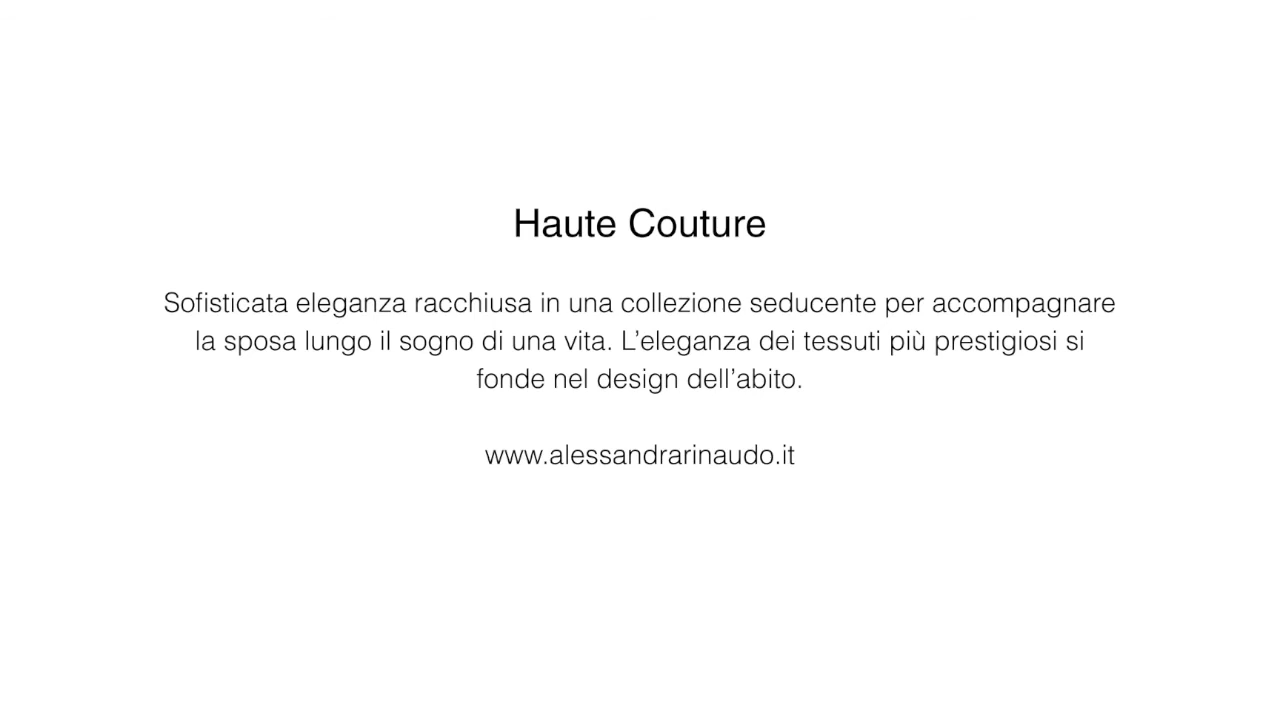 Haute Couture
Sofisticata eleganza racchiusa in una collezione seducente per accompagnare
la sposa lungo il sogno di una vita. L’eleganza dei tessuti più prestigiosi si
fonde nel design dell’abito.
www.alessandrarinaudo.it